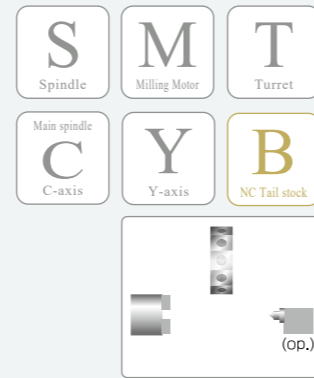 S M T
Spindle Milling Motor Turret
Main spindle
C Y B
C-axis Y-axis NC Tail stock
(op.)